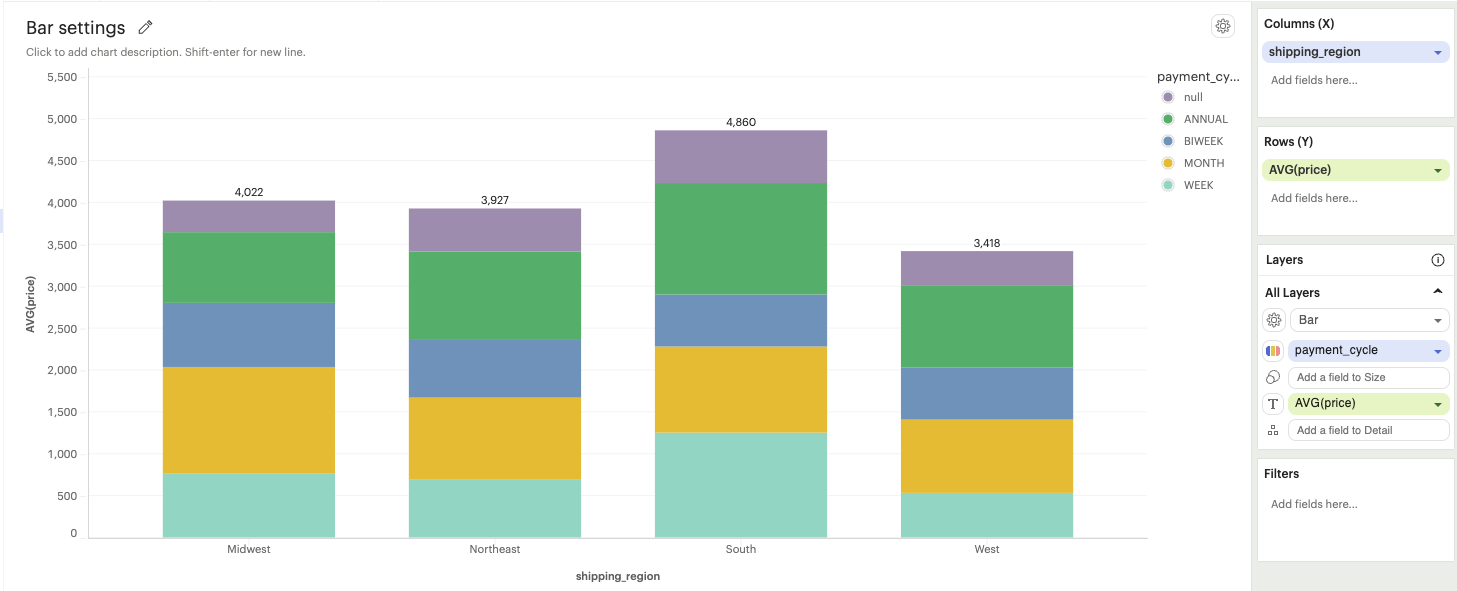 Bar settings
Click to add chart description. Shift-enter for new line.
5,500
5,000
4,500
4,000
3,500
3,000
2,500
2,000
1,500
1,000
500
0
AVG(price)
4,022
3,927
4,860
3,418
Midwest
Northeast
South
West
shipping_region
payment_cy...
null
ANNUAL
BIWEEK
MONTH
WEEK
Columns (X)
shipping_region
Add fields here...
Rows (Y)
AVG(price)
Add fields here...
Layers
All Layers
Bar
payment_cycle
Add a field to Size
T AVG(price)
Add a field to Detail
Filters
Add fields here...